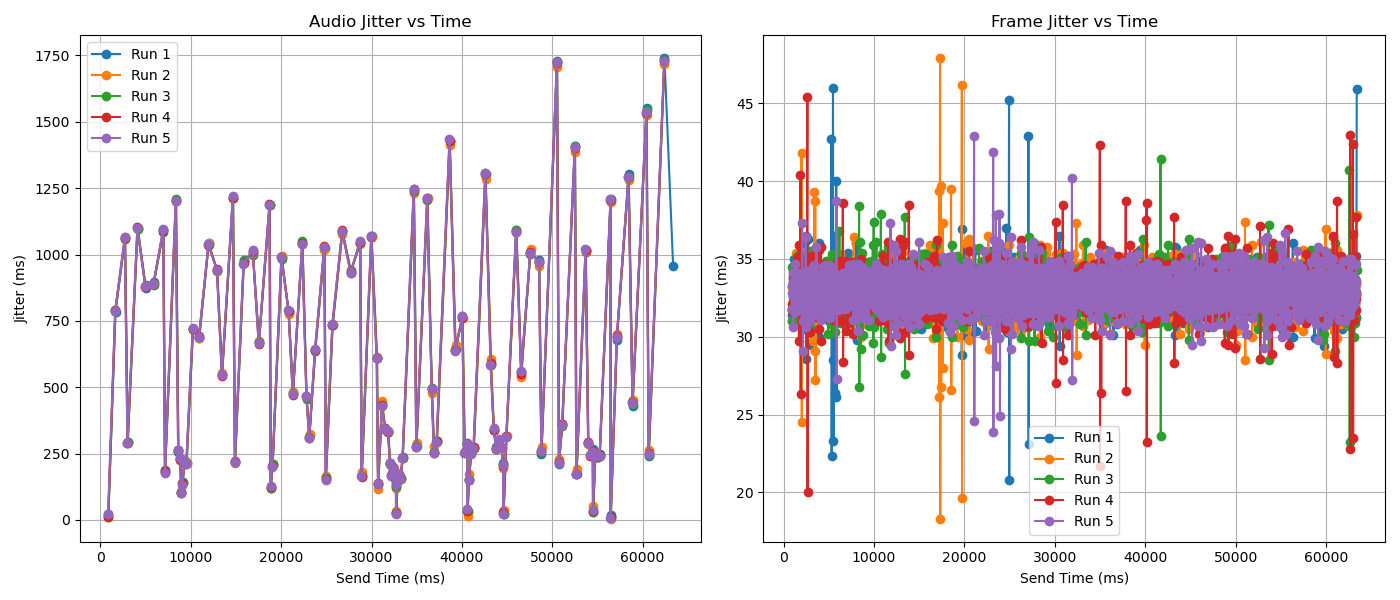 Audio Jitter vs Time
Jitter (ms)
1750
1500
1250
1000
750
500
250
0
Run 1
Run 2
Run 3
Run 4
Run 5
0 10000 20000 30000 40000 50000 60000
Send Time (ms)
Frame Jitter vs Time
Jitter (ms)
45
40
35
30
25
20
Run 1
Run 2
Run 3
Run 4
Run 5
0 10000 20000 30000 40000 50000 60000
Send Time (ms)